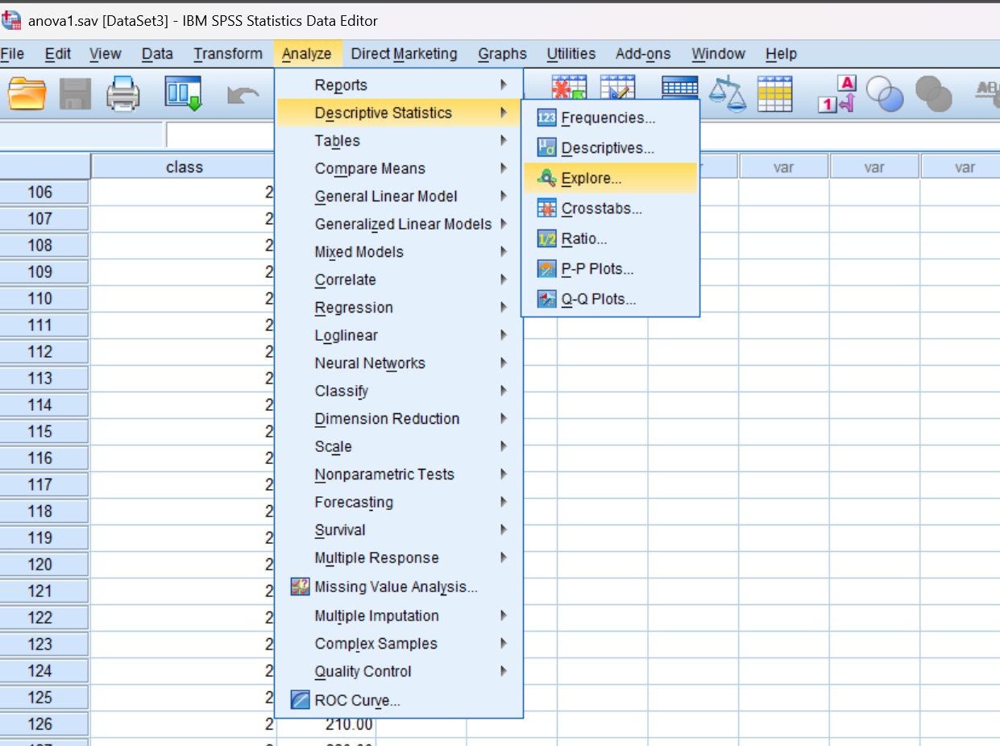 anova1.sav [DataSet3] - IBM SPSS Statistics Data Editor
File Edit View Data Transform Analyze Direct Marketing Graphs Utilities Add-ons Window Help
Reports
Descriptive Statistics
Tables
Compare Means
General Linear Model
Generalized Linear Models
Mixed Models
Correlate
Regression
Loglinear
Neural Networks
Classify
Dimension Reduction
Scale
Nonparametric Tests
Forecasting
Survival
Multiple Response
Missing Value Analysis...
Multiple Imputation
Complex Samples
Quality Control
ROC Curve...
123 Frequencies...
Descriptives...
Explore...
Crosstabs...
1/2 Ratio...
P-P Plots...
Q-Q Plots...
A
1
class var var var
106 2
107 2
108 2
109 2
110 2
111 2
112 2
113 2
114 2
115 2
116 2
117 2
118 2
119 2
120 2
121 2
122 2
123 2
124 2
125 2
126 2 210.00